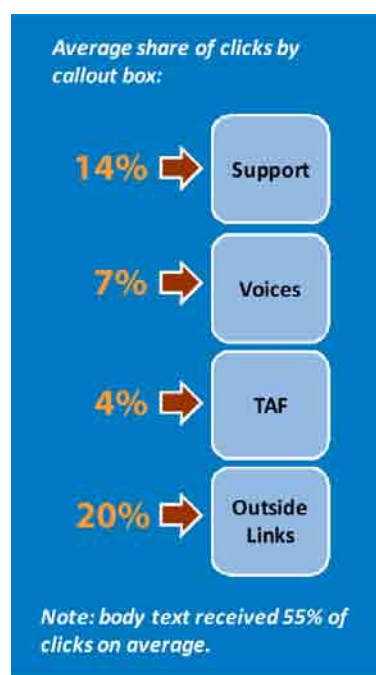 Average share of clicks by
callout box:
14%
Support
7%
Voices
4%
TAF
20%
Outside
Links
Note: body text received 55% of
clicks on average.